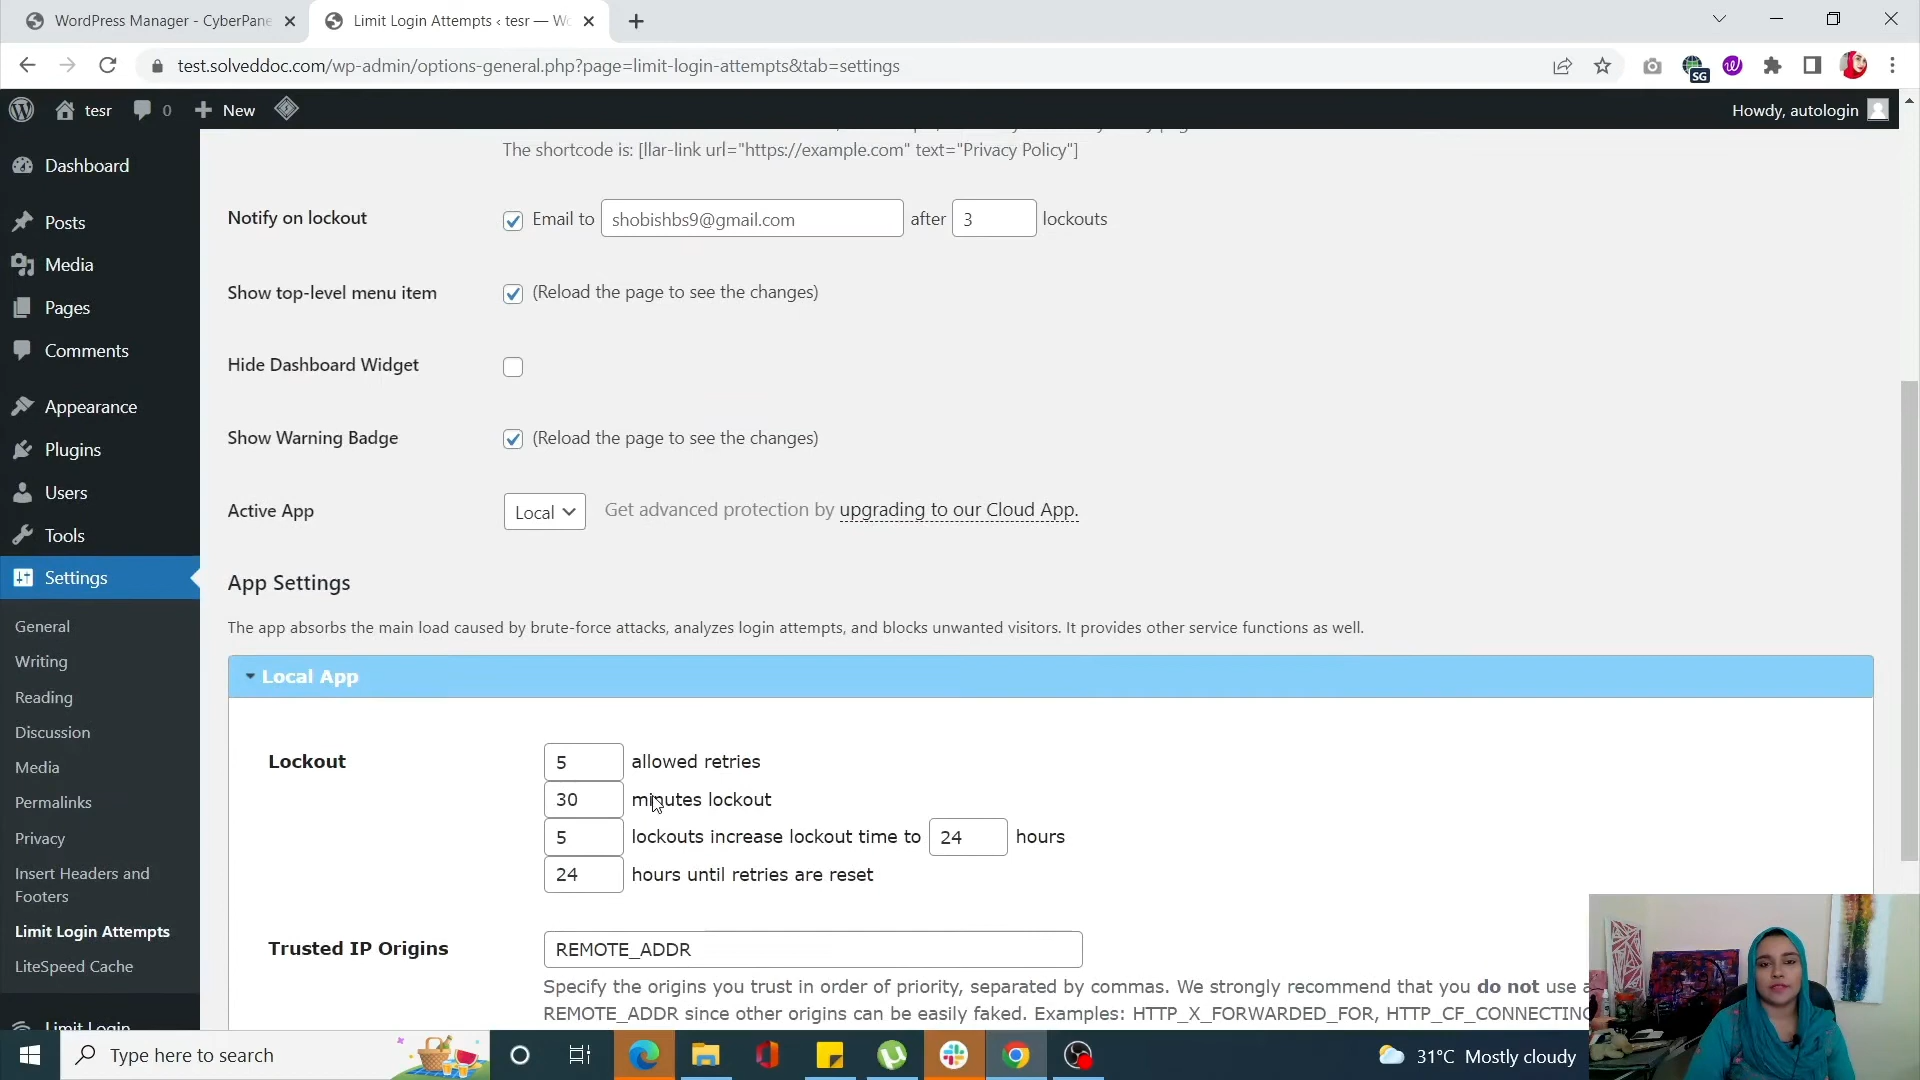 WordPress Manager - CyberPane
Limit Login Attempts ‹ tesr — Wo
test.solveddoc.com/wp-admin/options-general.php?page=limit-login-attempts&tab=settings
SG
tesr
0
New
Howdy, autologin
Dashboard
Posts
Media
Pages
Comments
Appearance
Plugins
Users
Tools
Settings
General
Writing
Reading
Discussion
Media
Permalinks
Privacy
Insert Headers and
Footers
Limit Login Attempts
LiteSpeed Cache
Limit Login
The shortcode is: [llar-link url="https://example.com" text="Privacy Policy"]
Notify on lockout
Email to shobishbs9@gmail.com after 3 lockouts
Show top-level menu item
(Reload the page to see the changes)
Hide Dashboard Widget
Show Warning Badge
(Reload the page to see the changes)
Active App
Local
Get advanced protection by upgrading to our Cloud App.
App Settings
The app absorbs the main load caused by brute-force attacks, analyzes login attempts, and blocks unwanted visitors. It provides other service functions as well.
Local App
Lockout
5 allowed retries
30 minutes lockout
5 lockouts increase lockout time to 24 hours
24 hours until retries are reset
Trusted IP Origins
REMOTE_ADDR
Specify the origins you trust in order of priority, separated by commas. We strongly recommend that you do not use a
REMOTE_ADDR since other origins can be easily faked. Examples: HTTP_X_FORWARDED_FOR, HTTP_CF_CONNECTING
Type here to search
31°C Mostly cloudy